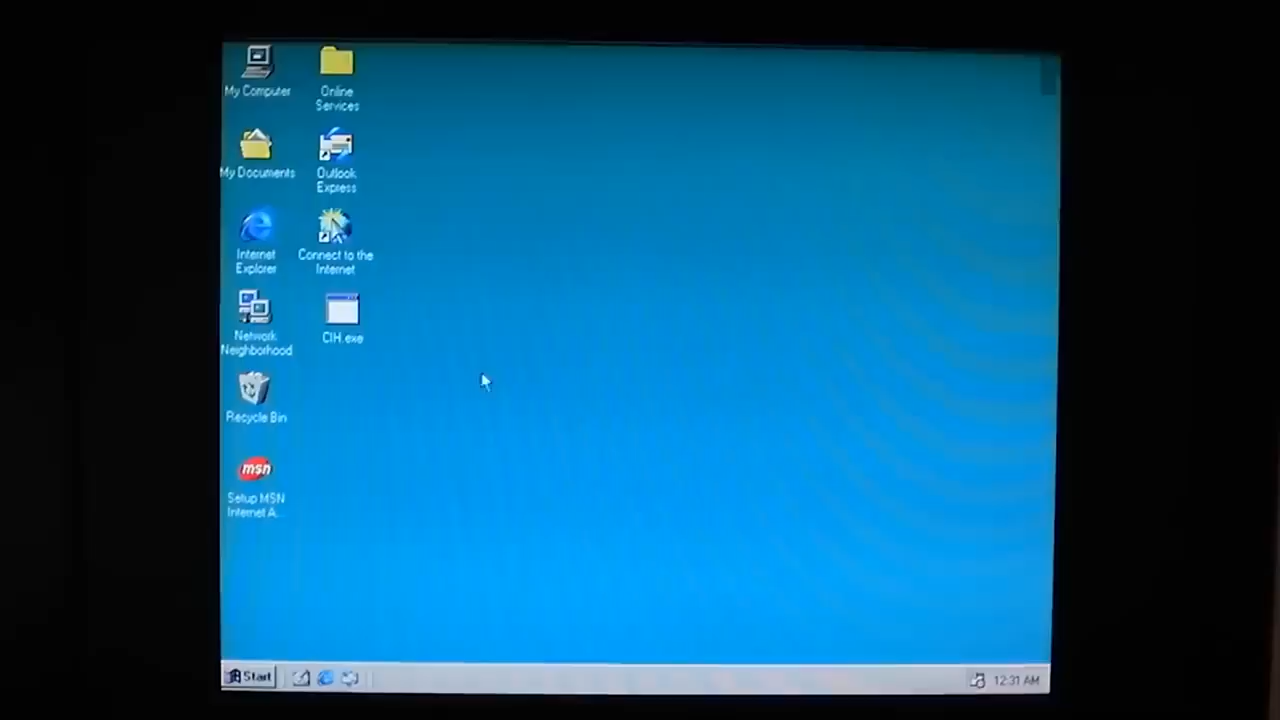 My Computer
Online
Services
My Documents
Outlook
Express
Internet
Explorer
Connect to the
Internet
Network
Neighborhood
CIH.exe
Recycle Bin
msn
Setup MSN
Internet A...
Start
12:31 AM